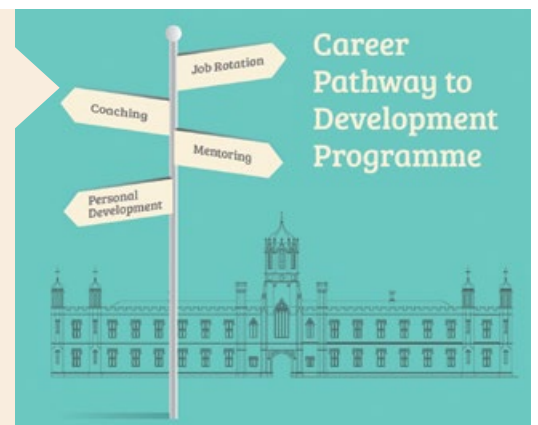 Career
Pathway to
Development
Programme
Job Rotation
Coaching
Mentoring
Personal
Development